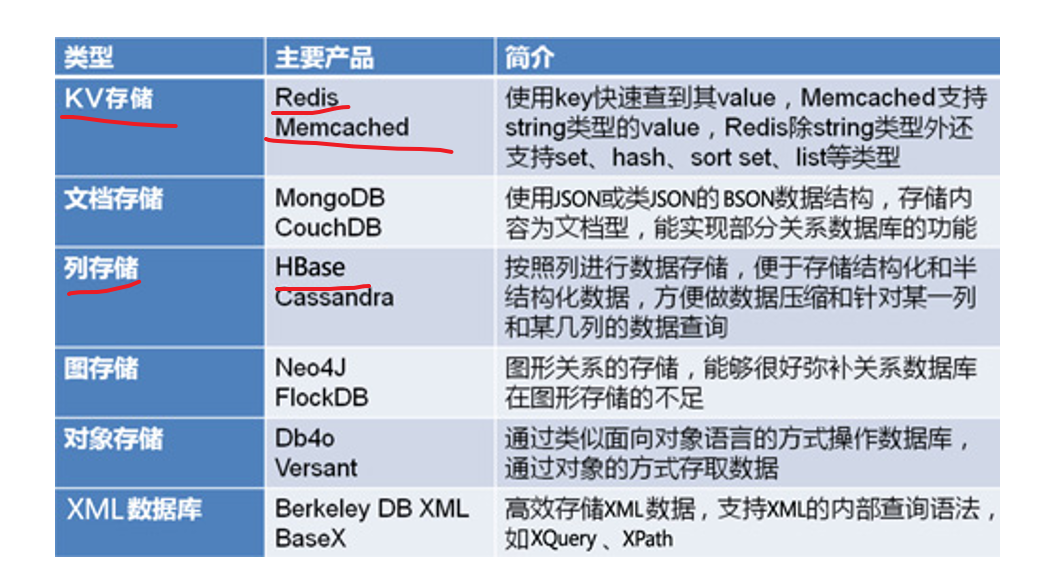 类型 主要产品 简介
KV存储 Redis 使用key快速查到其value，Memcached支持
Memcached string类型的value，Redis除string类型外还
支持set、hash、sort set、list等类型
文档存储 MongoDB 使用JSON或类JSON的BSON数据结构，存储内
CouchDB 容为文档型，能实现部分关系数据库的功能
列存储 HBase 按照列进行数据存储，便于存储结构化和半
Cassandra 结构化数据，方便做数据压缩和针对某一列
和某几列的数据查询
图存储 Neo4J 图形关系的存储，能够很好弥补关系数据库
FlockDB 在图形存储的不足
对象存储 Db4o 通过类似面向对象语言的方式操作数据库，
Versant 通过对象的方式存取数据
XML数据库 Berkeley DB XML 高效存储XML数据，支持XML的内部查询语法，
BaseX 如XQuery、XPath